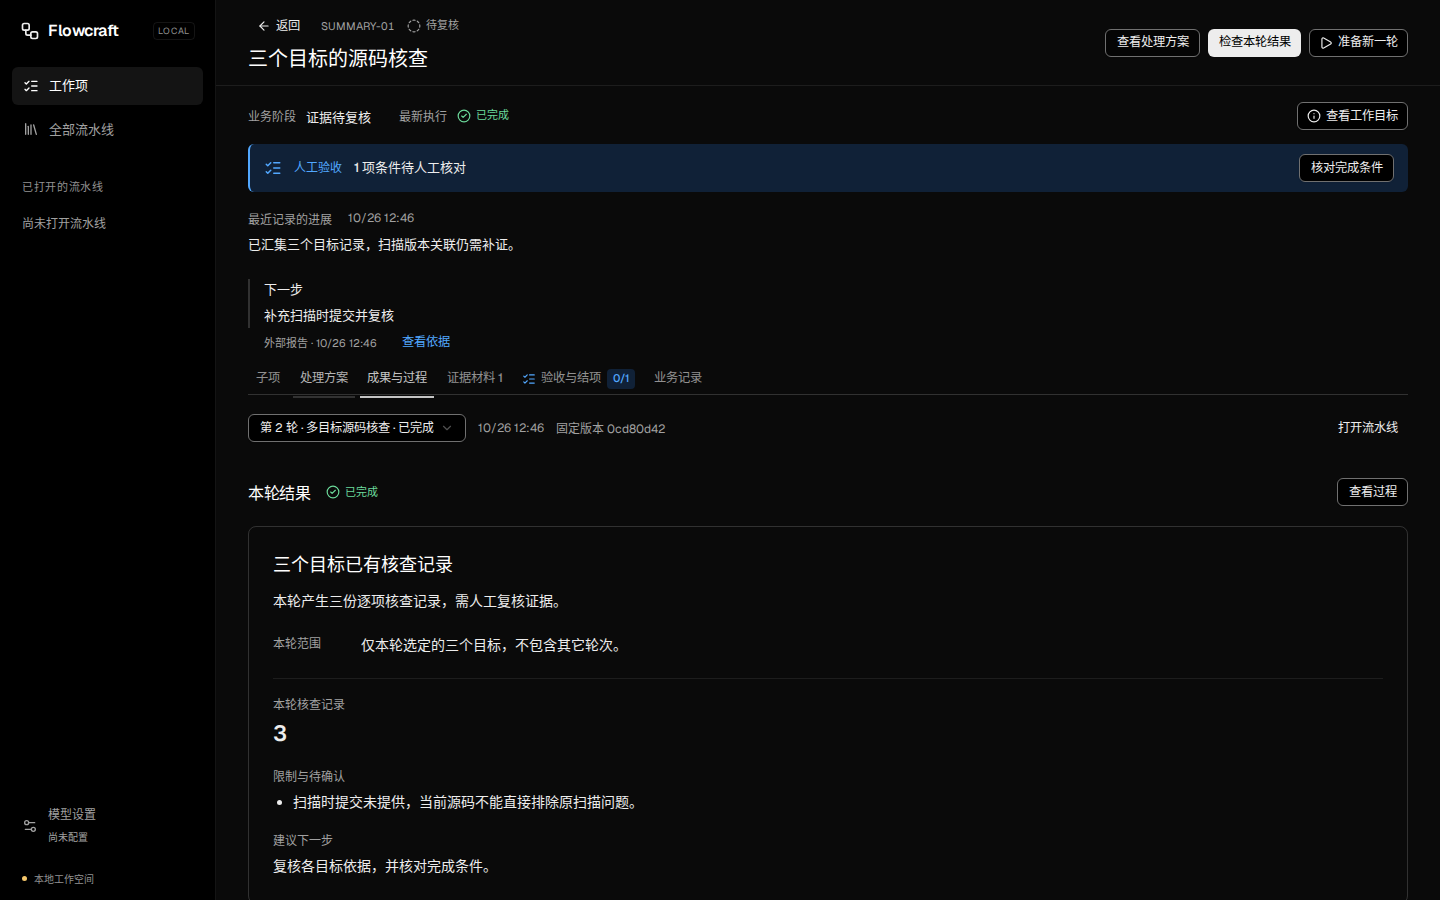 Flowcraft
LOCAL
工作项
全部流水线
已打开的流水线
尚未打开流水线
模型设置
尚未配置
本地工作空间
返回 SUMMARY-01 待复核
三个目标的源码核查
查看处理方案 检查本轮结果 准备新一轮
业务阶段 证据待复核 最新执行 已完成 查看工作目标
人工验收 1 项条件待人工核对 核对完成条件
最近记录的进展 10/26 12:46
已汇集三个目标记录，扫描版本关联仍需补证。
下一步
补充扫描时提交并复核
外部报告 · 10/26 12:46 查看依据
子项 处理方案 成果与过程 证据材料 1 验收与结项 0/1 业务记录
第 2 轮 · 多目标源码核查 · 已完成 10/26 12:46 固定版本 0cd80d42 打开流水线
本轮结果 已完成 查看过程
三个目标已有核查记录
本轮产生三份逐项核查记录，需人工复核证据。
本轮范围 仅本轮选定的三个目标，不包含其它轮次。
本轮核查记录
3
限制与待确认
• 扫描时提交未提供，当前源码不能直接排除原扫描问题。
建议下一步
复核各目标依据，并核对完成条件。